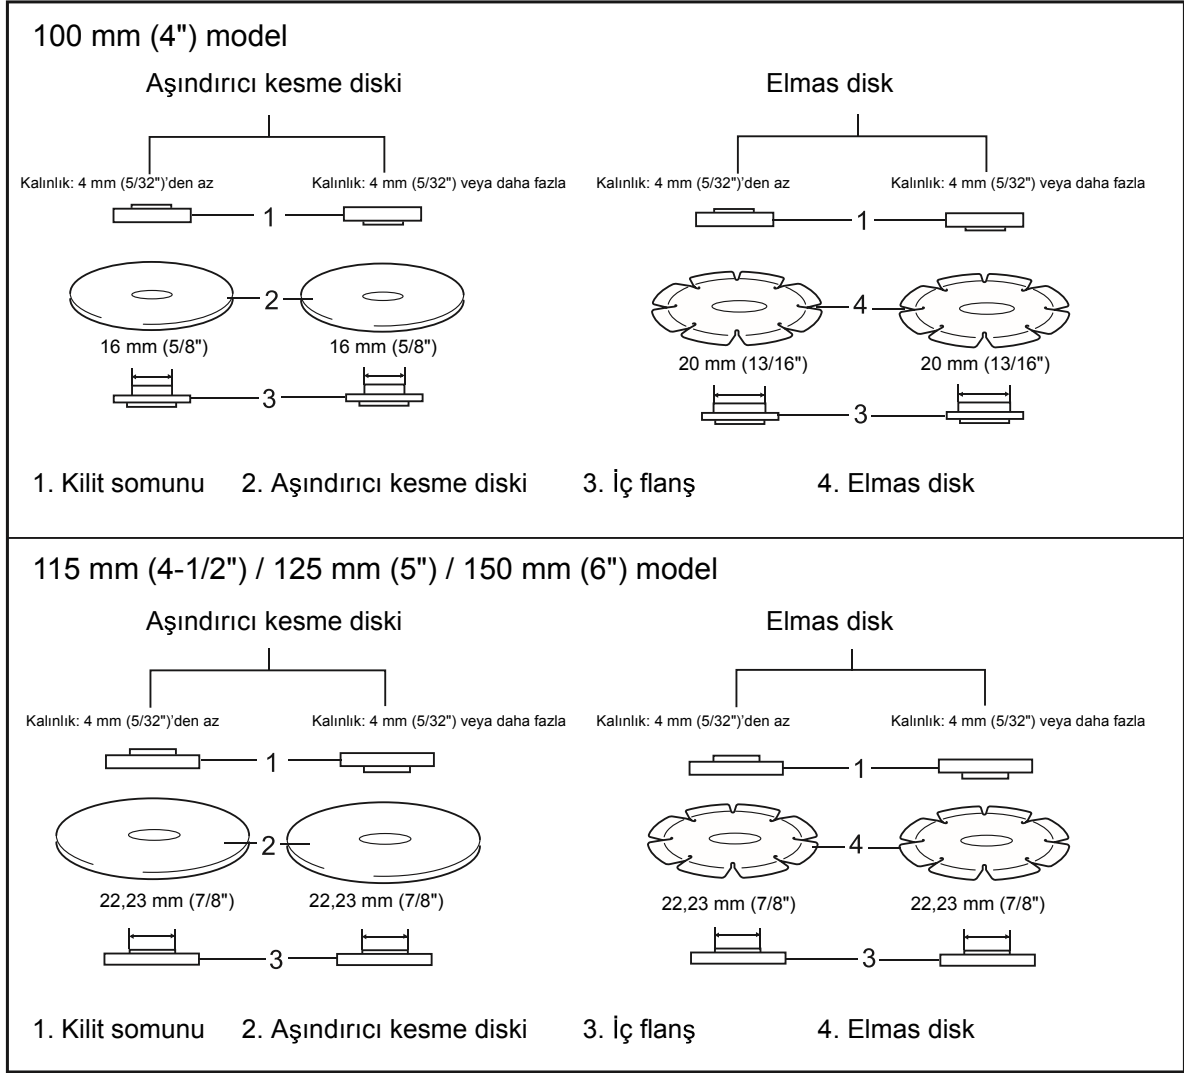 100 mm (4") model
Aşındırıcı kesme diski
Elmas disk
Kalınlık: 4 mm (5/32")’den az
Kalınlık: 4 mm (5/32") veya daha fazla
Kalınlık: 4 mm (5/32")’den az
Kalınlık: 4 mm (5/32") veya daha fazla
1
1
2
4
16 mm (5/8")
16 mm (5/8")
20 mm (13/16")
20 mm (13/16")
3
3
1. Kilit somunu 2. Aşındırıcı kesme diski 3. İç flanş 4. Elmas disk
115 mm (4-1/2") / 125 mm (5") / 150 mm (6") model
Aşındırıcı kesme diski
Elmas disk
Kalınlık: 4 mm (5/32")’den az
Kalınlık: 4 mm (5/32") veya daha fazla
Kalınlık: 4 mm (5/32")’den az
Kalınlık: 4 mm (5/32") veya daha fazla
1
1
2
4
22,23 mm (7/8")
22,23 mm (7/8")
22,23 mm (7/8")
22,23 mm (7/8")
3
3
1. Kilit somunu 2. Aşındırıcı kesme diski 3. İç flanş 4. Elmas disk